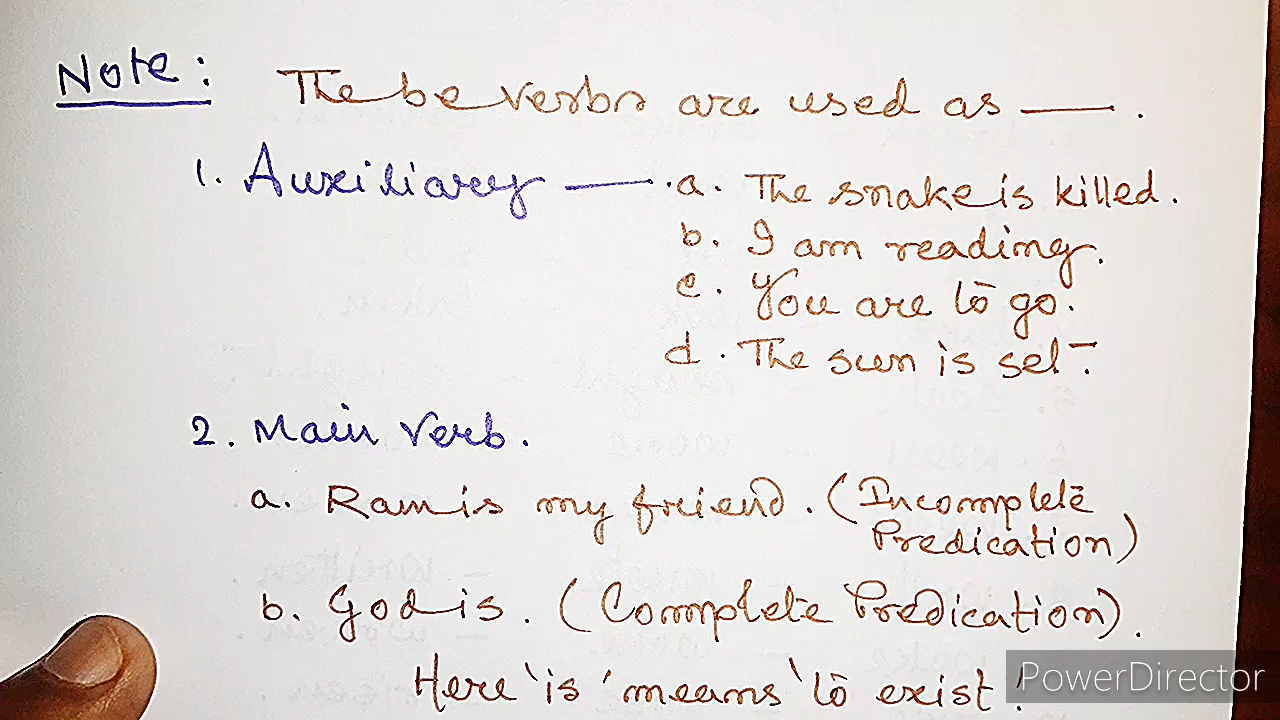 Note: The be verbs are used as — .
1. Auxiliary — . a. The snake is killed.
b. I am reading.
c. You are to go.
d. The sun is set.
2. Main Verb.
a. Ram is my friend. (Incomplete
Predication)
b. God is. (Complete Predication).
Here 'is' means 'to exist'.
PowerDirector